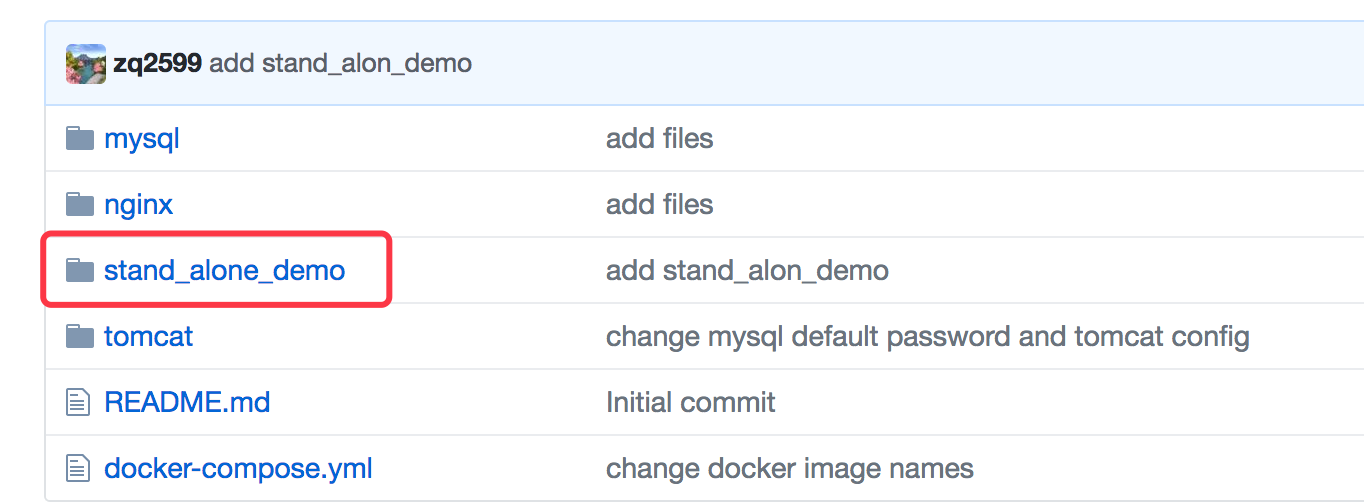 zq2599 add stand_alon_demo
mysql add files
nginx add files
stand_alone_demo add stand_alon_demo
tomcat change mysql default password and tomcat config
README.md Initial commit
docker-compose.yml change docker image names